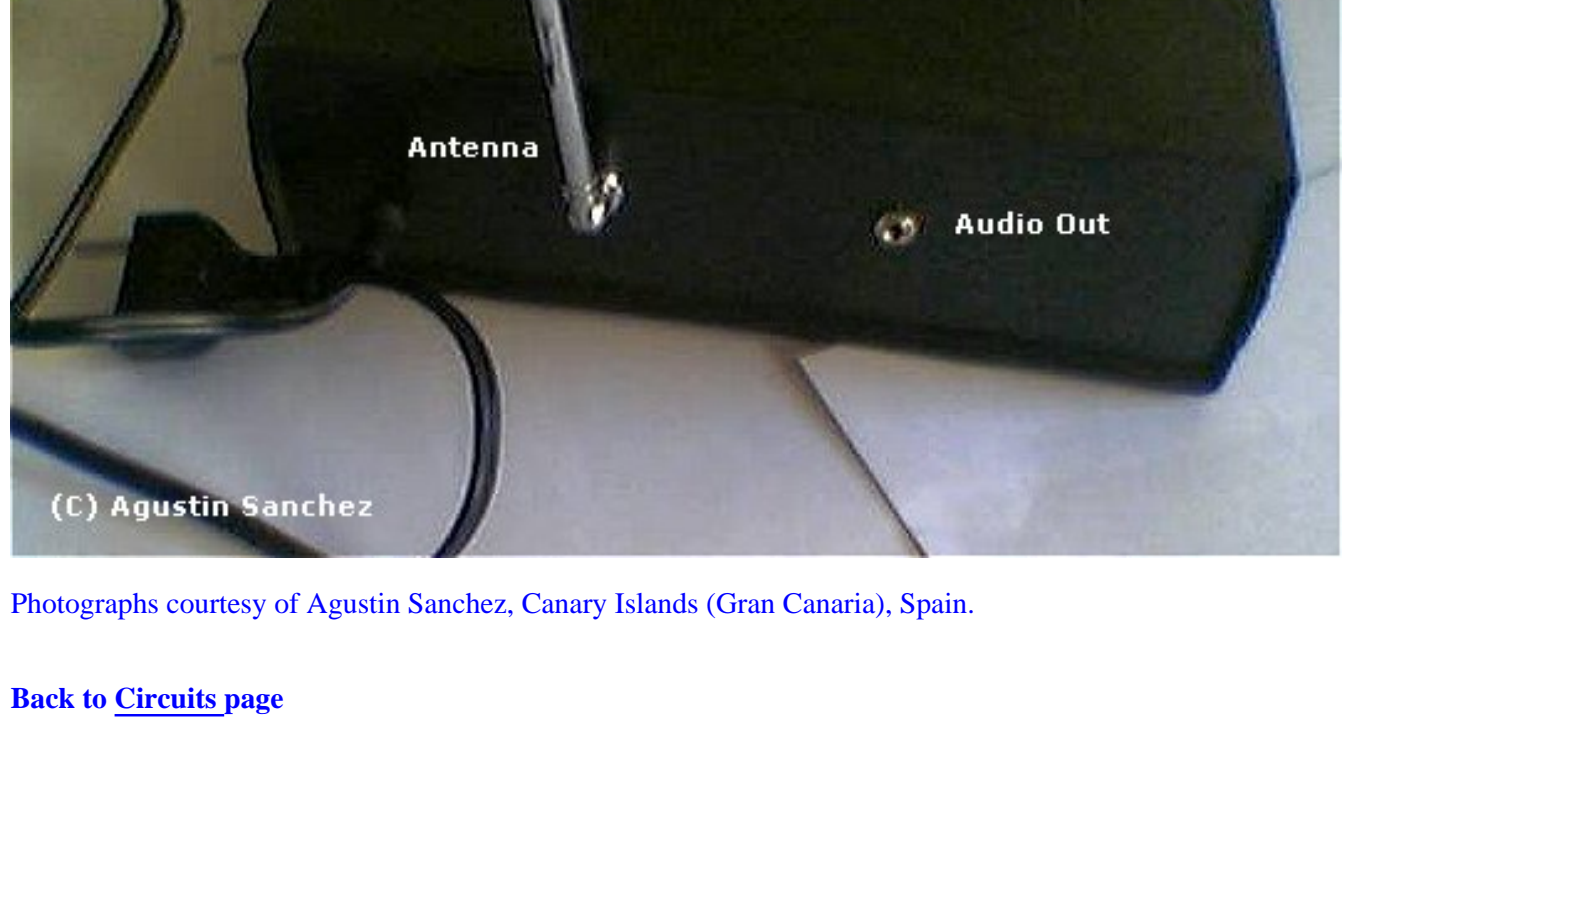 Antenna
Audio Out
(C) Agustin Sanchez
Photographs courtesy of Agustin Sanchez, Canary Islands (Gran Canaria), Spain.
Back to Circuits page